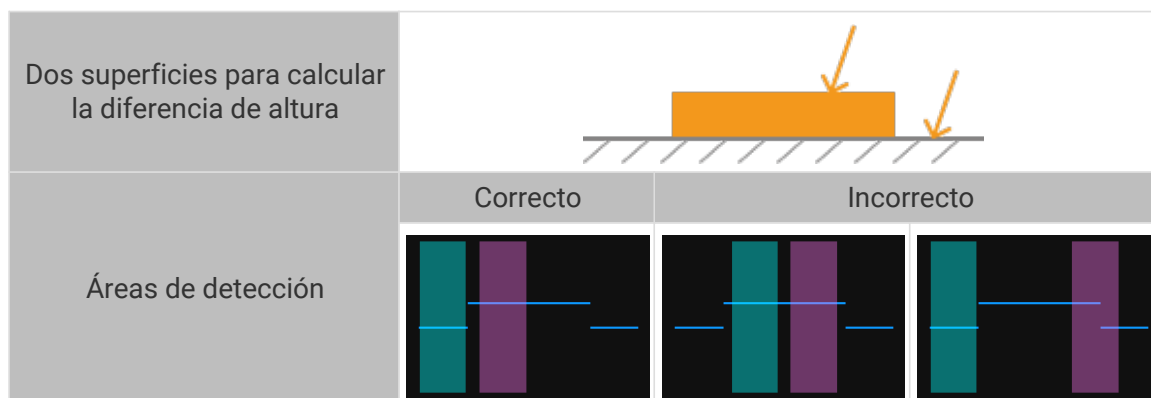 Dos superficies para calcular
la diferencia de altura
Correcto
Incorrecto
Áreas de detección